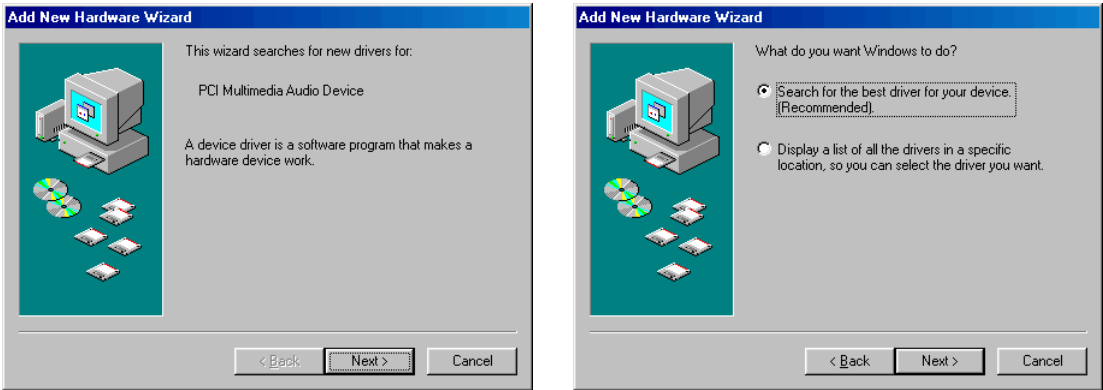 Add New Hardware Wizard
This wizard searches for new drivers for:
PCI Multimedia Audio Device
A device driver is a software program that makes a
hardware device work.
< Back
Next >
Cancel
Add New Hardware Wizard
What do you want Windows to do?
Search for the best driver for your device.
(Recommended).
Display a list of all the drivers in a specific
location, so you can select the driver you want.
< Back
Next >
Cancel